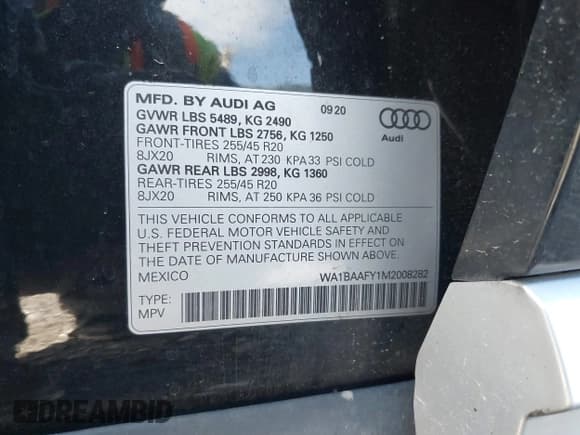 MFD. BY AUDI AG 09 20
GVWR LBS 5489, KG 2490
GAWR FRONT LBS 2756, KG 1250
FRONT-TIRES 255/45 R20
8JX20 RIMS, AT 230 KPA 33 PSI COLD
GAWR REAR LBS 2998, KG 1360
REAR-TIRES 255/45 R20
8JX20 RIMS, AT 250 KPA 36 PSI COLD
Audi
THIS VEHICLE CONFORMS TO ALL APPLICABLE
U.S. FEDERAL MOTOR VEHICLE SAFETY AND
THEFT PREVENTION STANDARDS IN EFFECT ON
THE DATE OF MANUFACTURE SHOWN ABOVE.
MEXICO WA1BAAFY1M2008282
TYPE:
MPV
DREAMBID